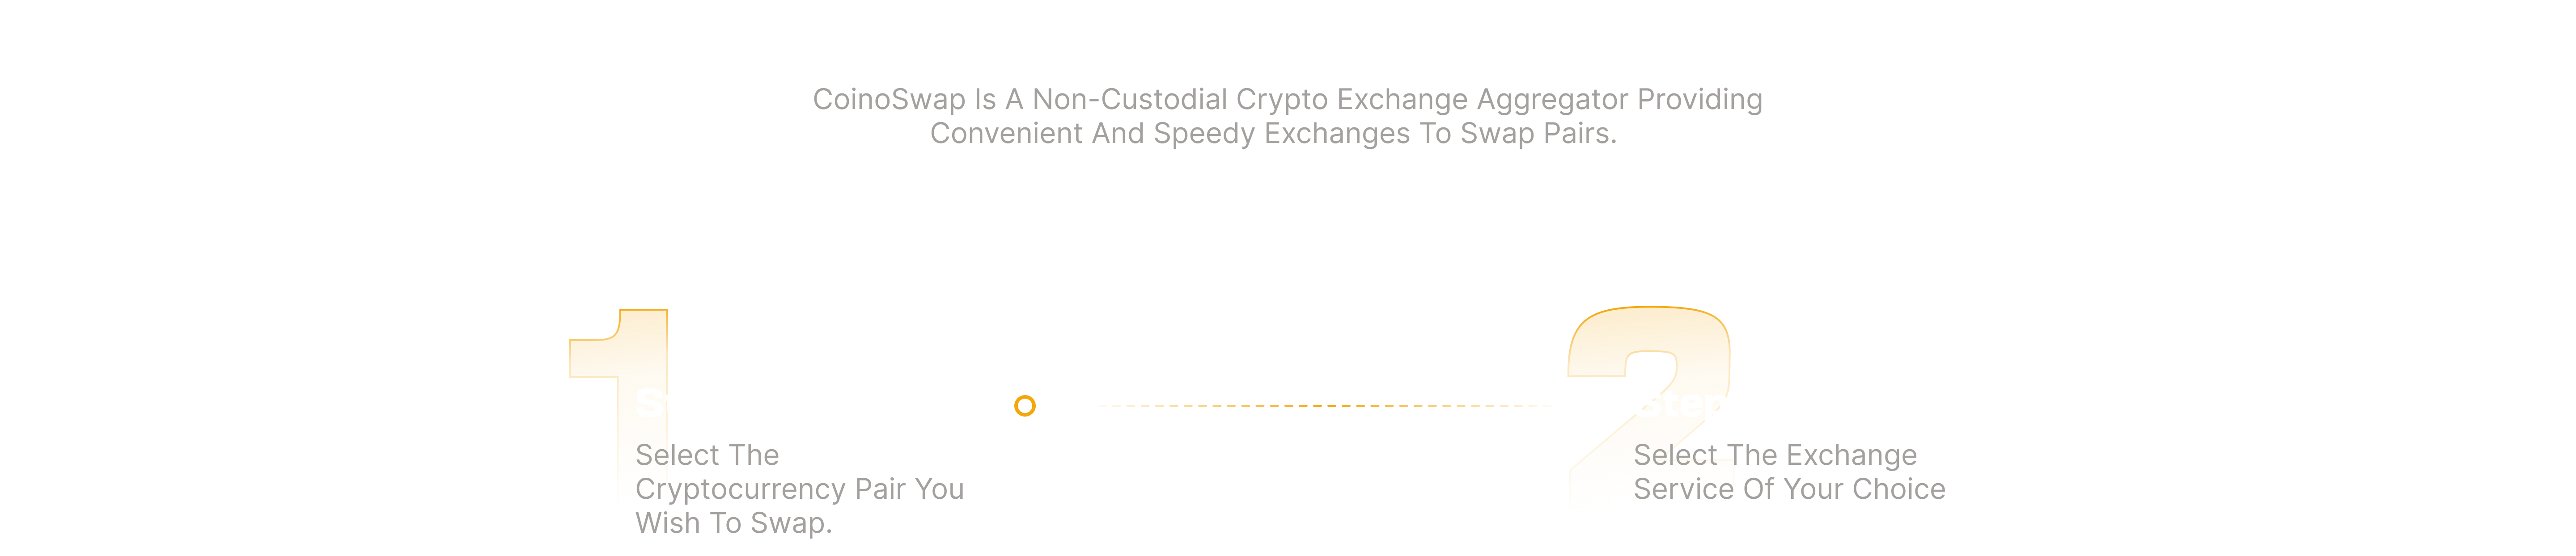 CoinoSwap Is A Non-Custodial Crypto Exchange Aggregator Providing
Convenient And Speedy Exchanges To Swap Pairs.
1
Select The
Cryptocurrency Pair You
Wish To Swap.
2
Step
Select The Exchange
Service Of Your Choice